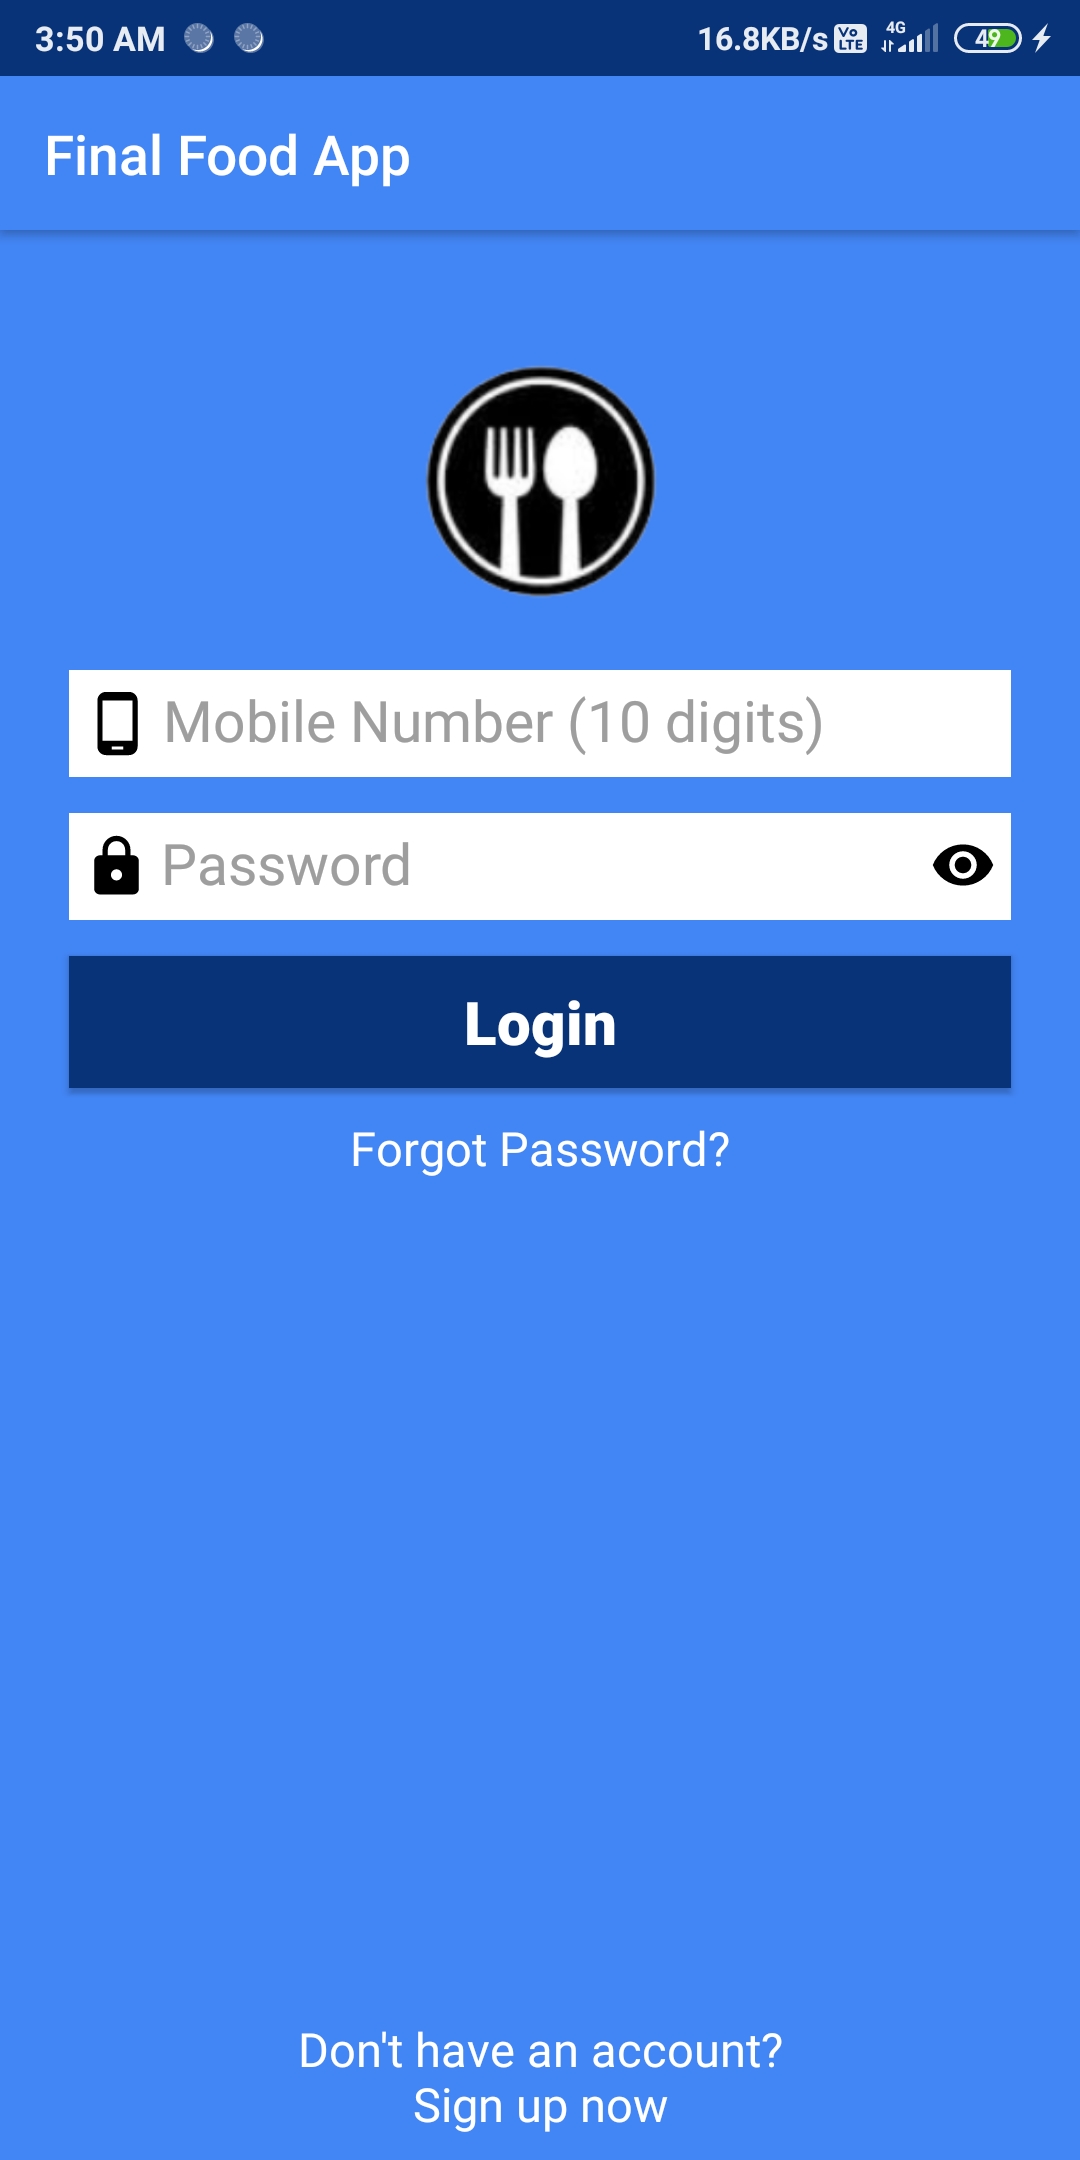 3:50 AM 16.8KB/s Vo LTE 4G 49
Final Food App
Mobile Number (10 digits)
Password
Login
Forgot Password?
Don't have an account?
Sign up now